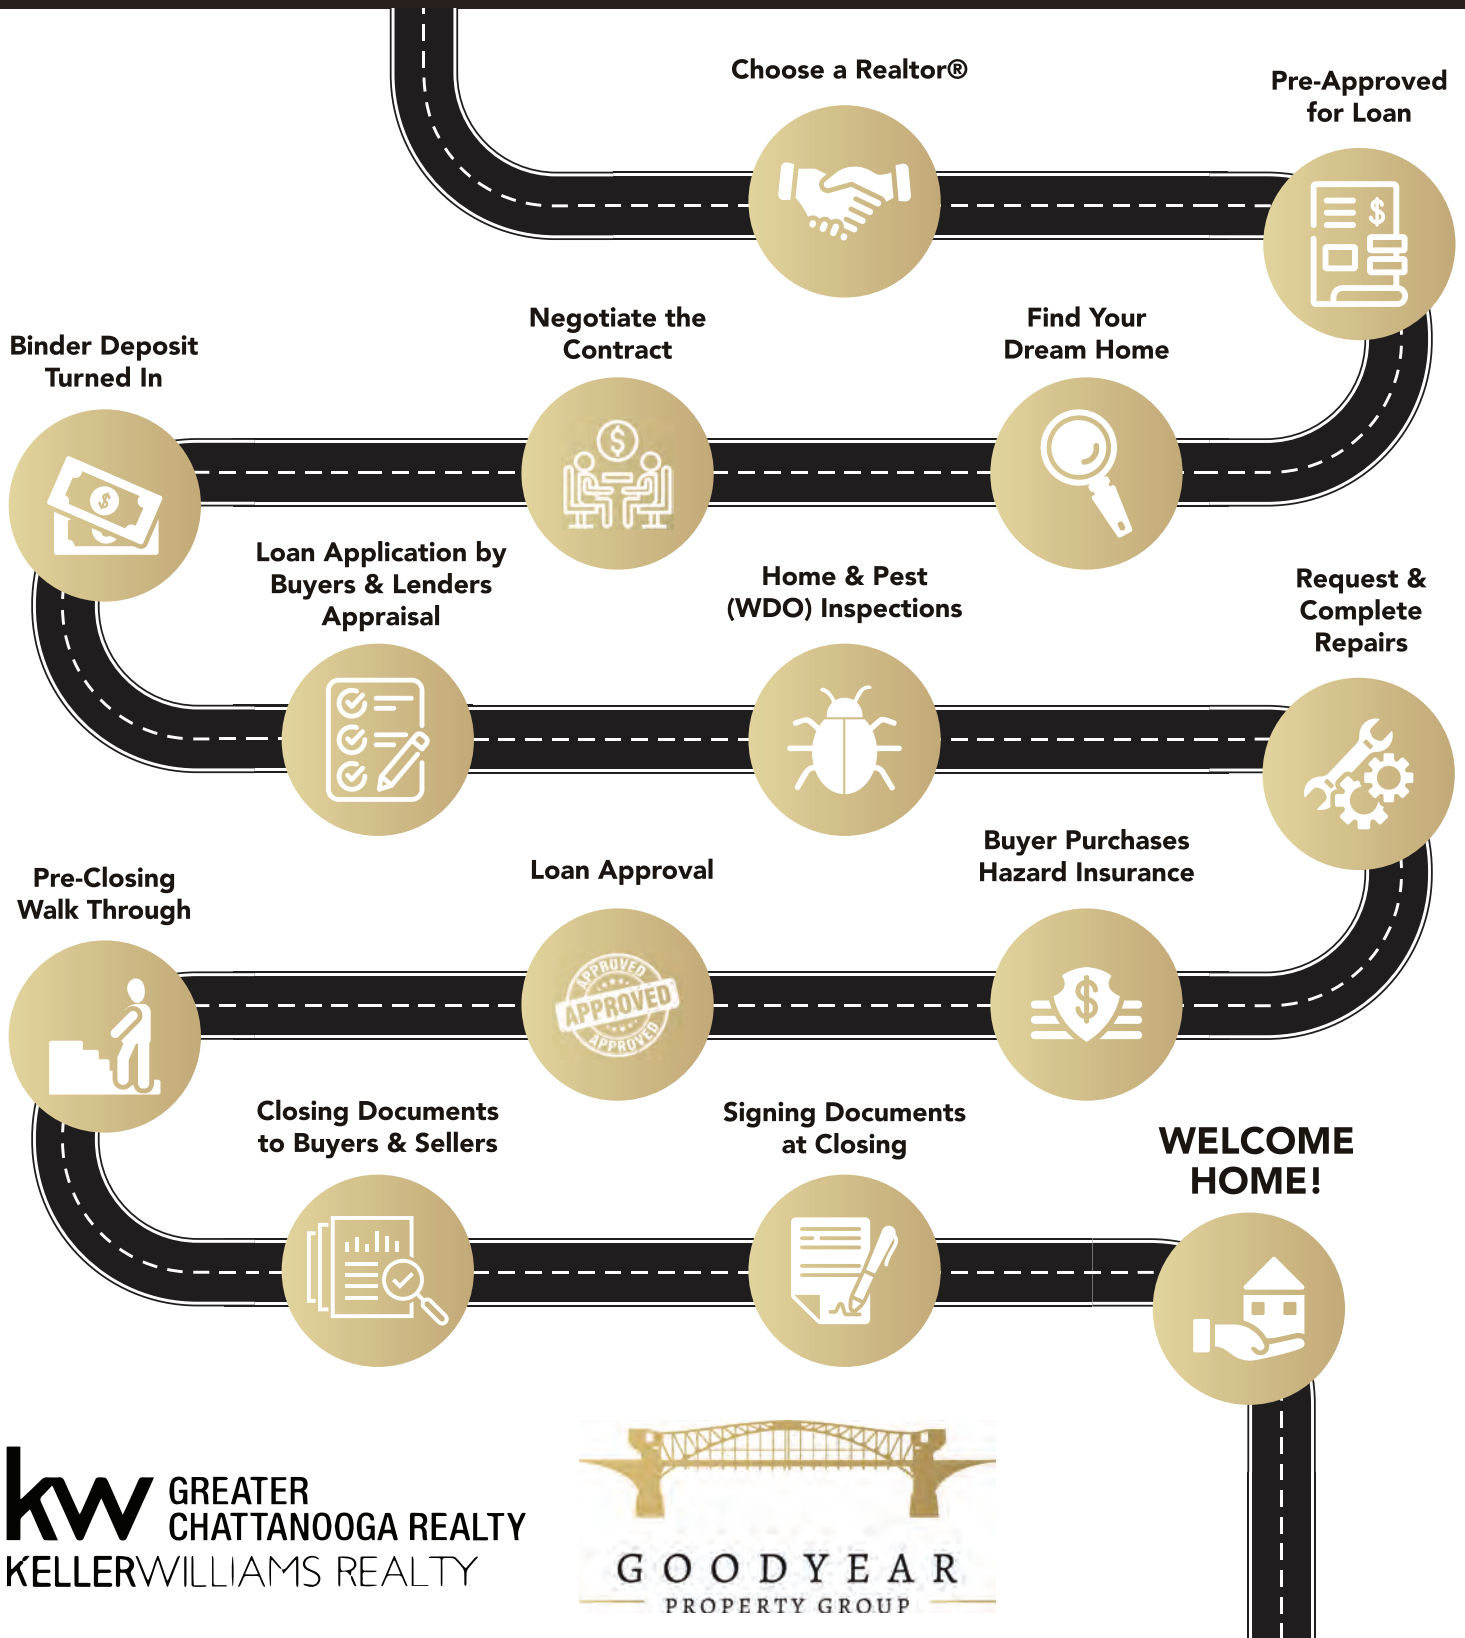 Choose a Realtor®
Pre-Approved
for Loan
$
Find Your
Dream Home
Negotiate the
Contract
$
Binder Deposit
Turned In
$
Loan Application by
Buyers & Lenders
Appraisal
Home & Pest
(WDO) Inspections
Request &
Complete
Repairs
Buyer Purchases
Hazard Insurance
$
Loan Approval
APPROVED
APPROVED
APPROVED
Pre-Closing
Walk Through
Closing Documents
to Buyers & Sellers
Signing Documents
at Closing
WELCOME
HOME!
kw GREATER
CHATTANOOGA REALTY
KELLERWILLIAMS REALTY
GOODYEAR
PROPERTY GROUP